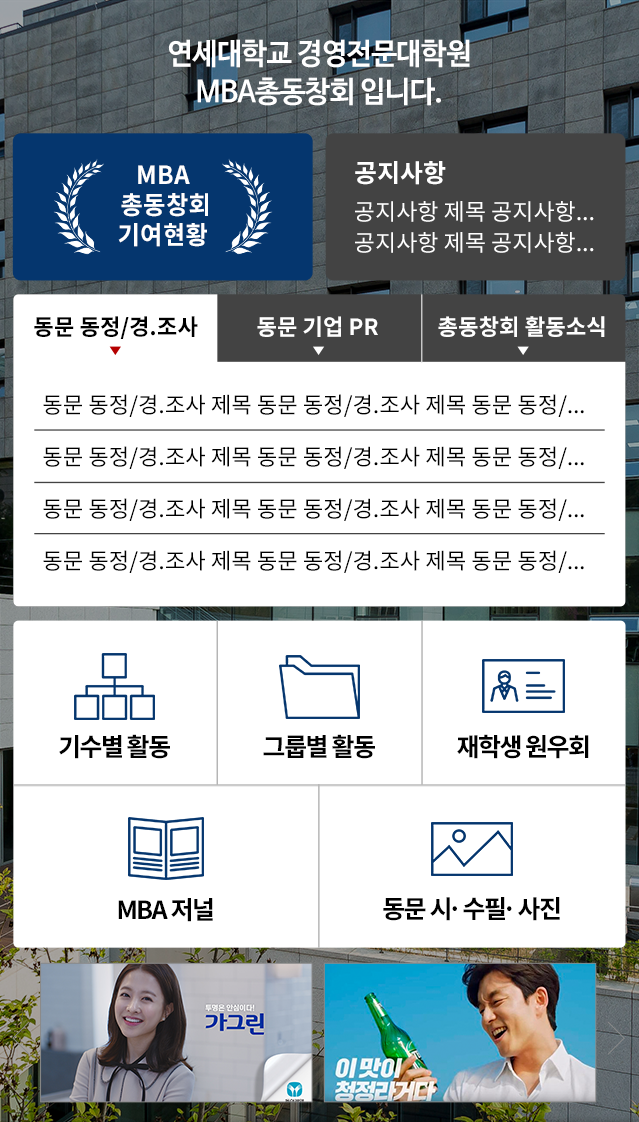 연세대학교 경영전문대학원
MBA총동창회 입니다.
MBA
총동창회
기여현황
공지사항
공지사항 제목 공지사항...
공지사항 제목 공지사항...
동문 동정/경.조사
동문 기업 PR
총동창회 활동소식
동문 동정/경.조사 제목 동문 동정/경.조사 제목 동문 동정/...
동문 동정/경.조사 제목 동문 동정/경.조사 제목 동문 동정/...
동문 동정/경.조사 제목 동문 동정/경.조사 제목 동문 동정/...
동문 동정/경.조사 제목 동문 동정/경.조사 제목 동문 동정/...
기수별 활동
그룹별 활동
재학생 원우회
MBA 저널
동문 시· 수필· 사진
투명은 안심이다!
가그린
이 맛이
청정라거다